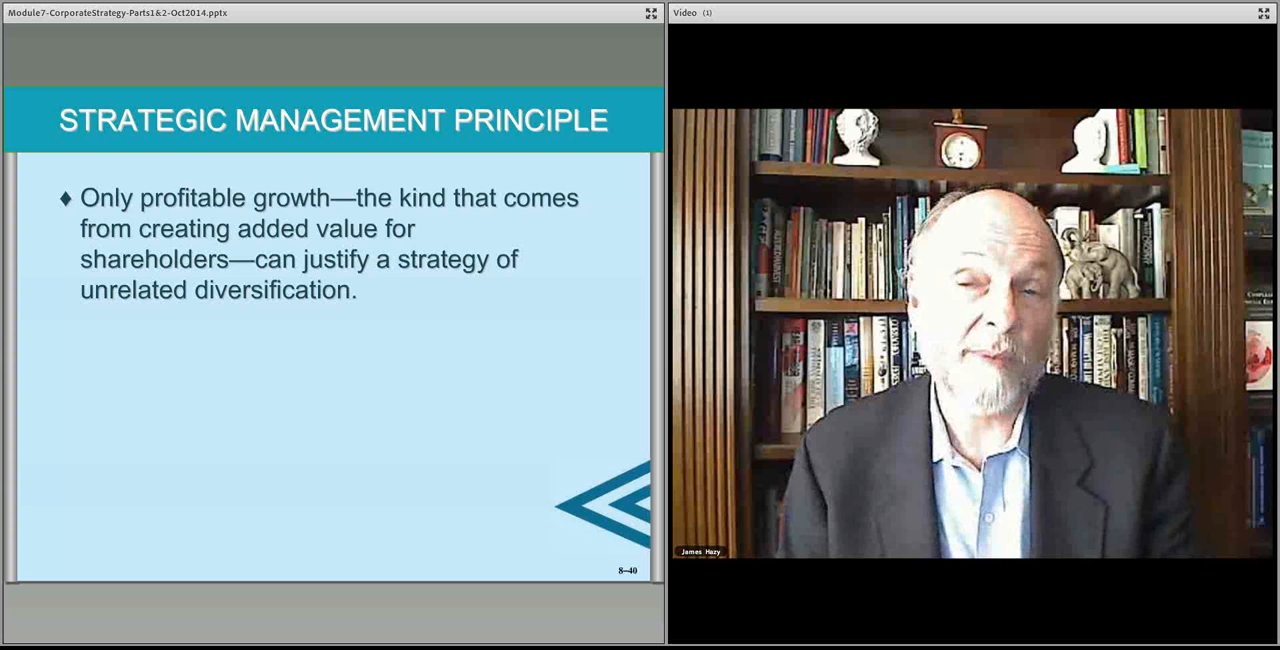 Module7-CorporateStrategy-Parts1&2-Oct2014.pptx
Video (1)
STRATEGIC MANAGEMENT PRINCIPLE
♦ Only profitable growth—the kind that comes
from creating added value for
shareholders—can justify a strategy of
unrelated diversification.
8–40
James Hazy